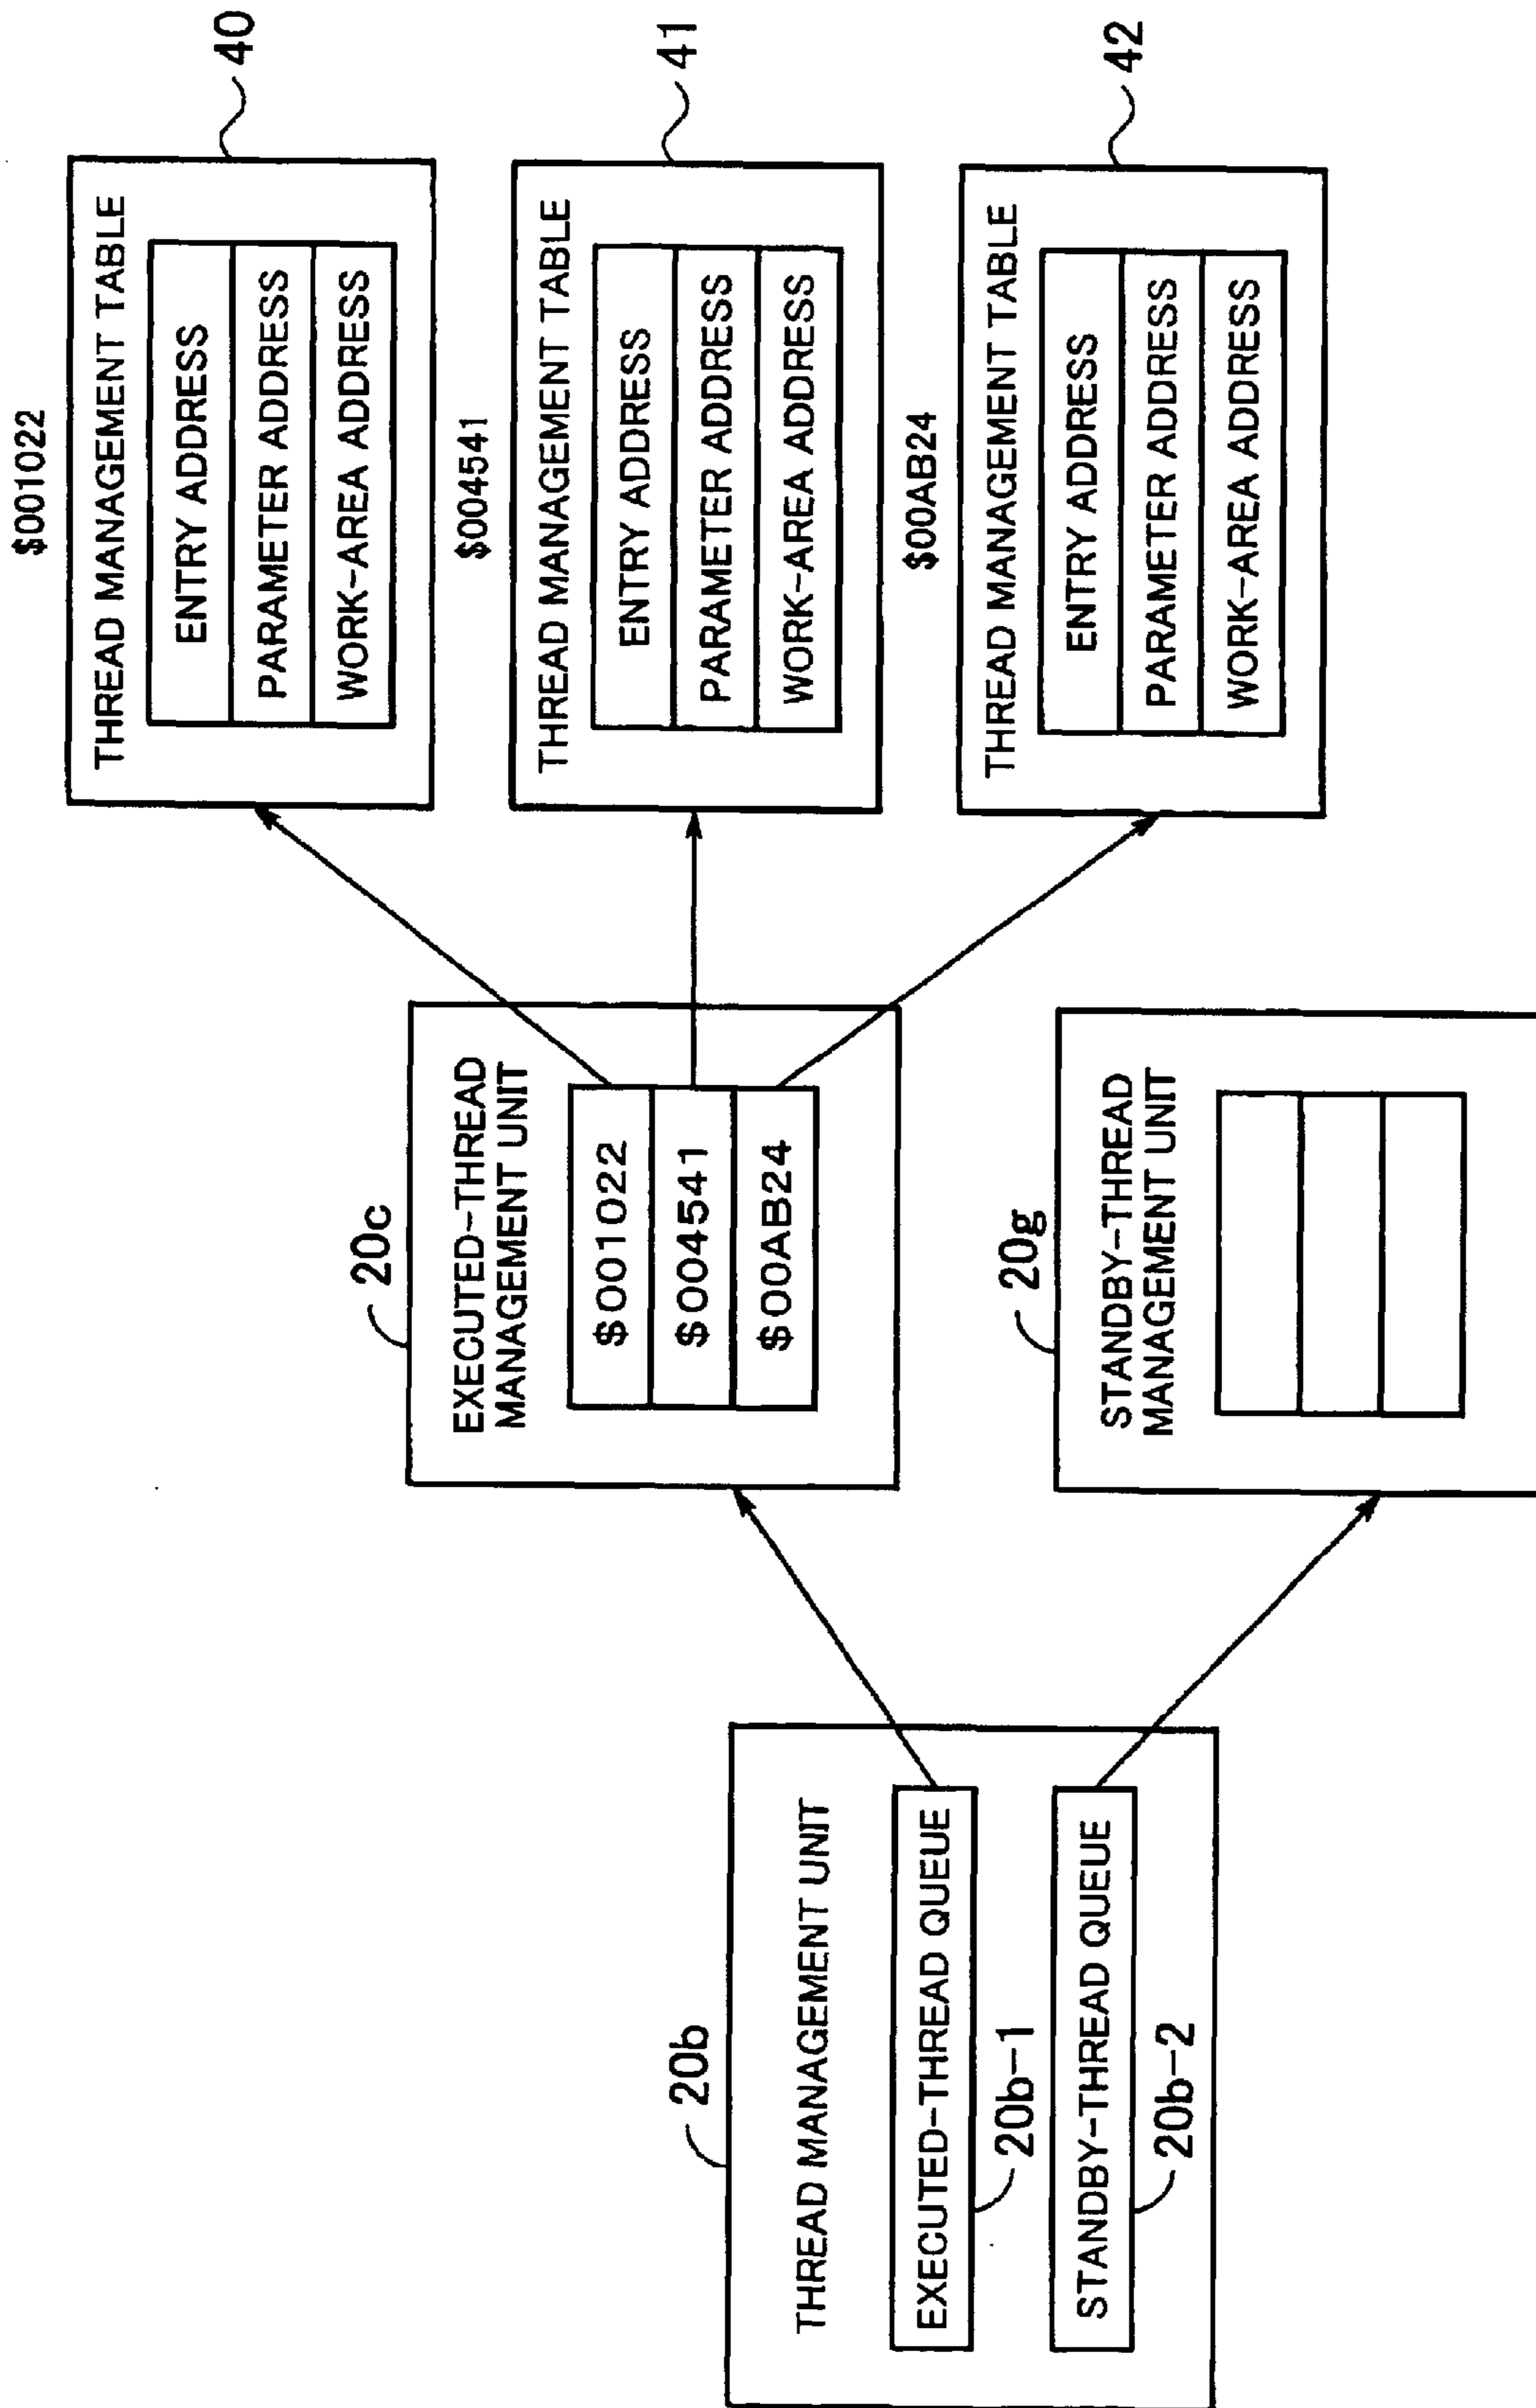 20b
THREAD MANAGEMENT UNIT
EXECUTED-THREAD QUEUE
20b-1
STANDBY-THREAD QUEUE
20b-2
20c
EXECUTED-THREAD
MANAGEMENT UNIT
$001022
$004541
$00AB24
20g
STANDBY-THREAD
MANAGEMENT UNIT
$001022
THREAD MANAGEMENT TABLE
ENTRY ADDRESS
PARAMETER ADDRESS
WORK-AREA ADDRESS
40
$004541
THREAD MANAGEMENT TABLE
ENTRY ADDRESS
PARAMETER ADDRESS
WORK-AREA ADDRESS
41
$00AB24
THREAD MANAGEMENT TABLE
ENTRY ADDRESS
PARAMETER ADDRESS
WORK-AREA ADDRESS
42